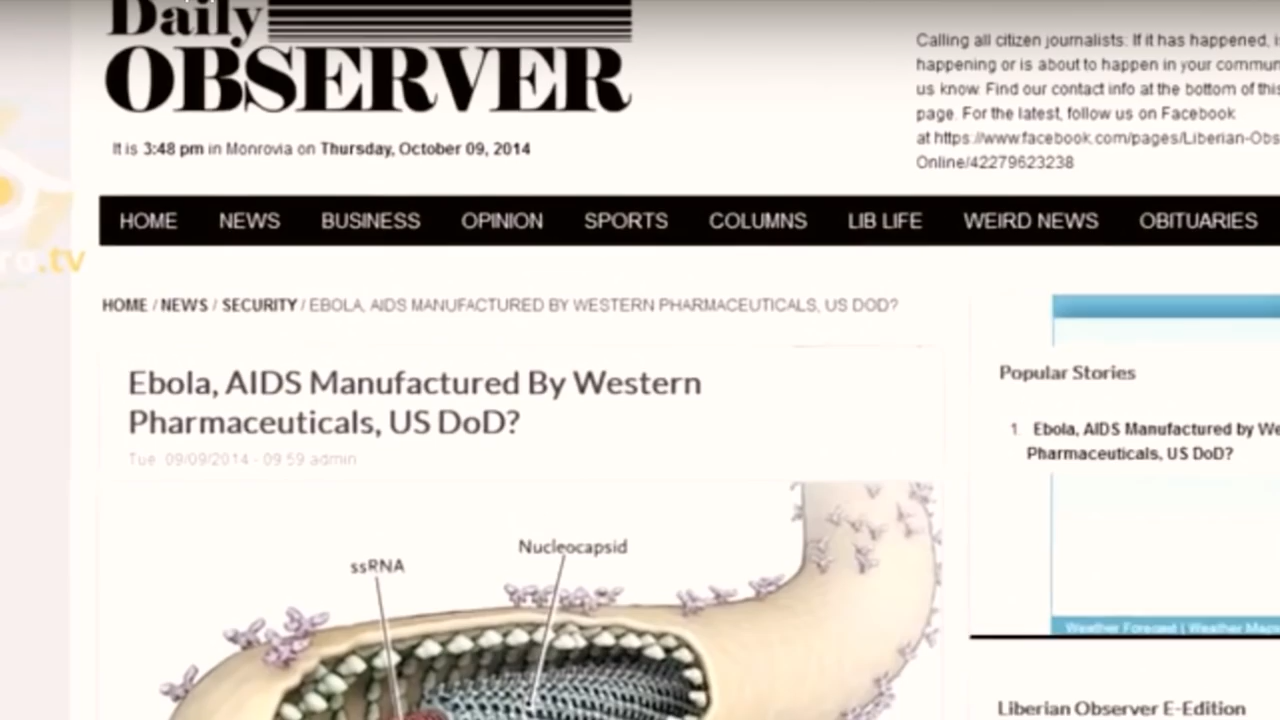 Daily
OBSERVER
It is 3:48 pm in Monrovia on Thursday, October 09, 2014
Calling all citizen journalists: If it has happened,
happening or is about to happen in your
us know. Find our contact info at the bottom of this
page. For the latest, follow us on Facebook
at https://www.facebook.com/pages/Liberian-Obs
Online/42279623238
HOME NEWS BUSINESS OPINION SPORTS COLUMNS LIB LIFE WEIRD NEWS OBITUARIES
.tv
HOME / NEWS / SECURITY / EBOLA, AIDS MANUFACTURED BY WESTERN PHARMACEUTICALS, US DOD?
Ebola, AIDS Manufactured By Western
Pharmaceuticals, US DoD?
Tue, 09/09/2014 - 09:59 admin
ssRNA
Nucleocapsid
Popular Stories
1. Ebola, AIDS Manufactured by We
Pharmaceuticals, US DoD?
Weather Forecast | Weather
Liberian Observer E-Edition